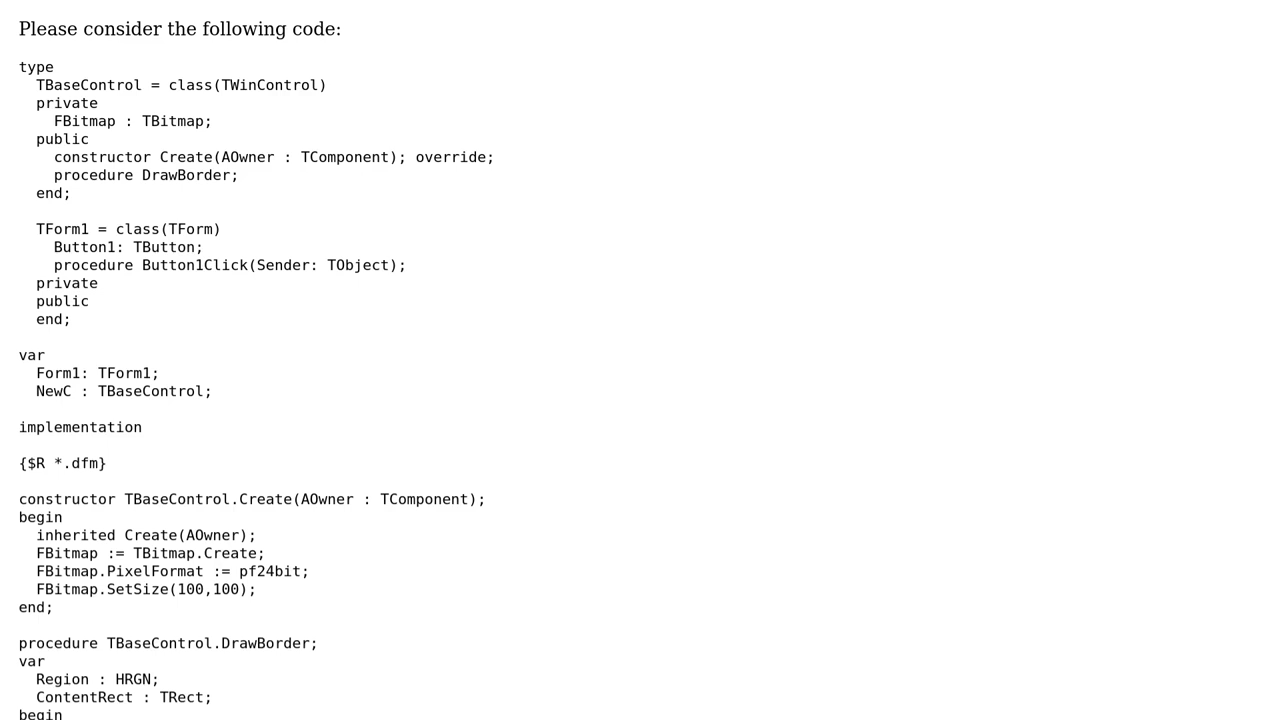 Please consider the following code:
type
  TBaseControl = class(TWinControl)
  private
    FBitmap : TBitmap;
  public
    constructor Create(AOwner : TComponent); override;
    procedure DrawBorder;
  end;

  TForm1 = class(TForm)
    Button1: TButton;
    procedure Button1Click(Sender: TObject);
  private
  public
  end;

var
  Form1: TForm1;
  NewC : TBaseControl;

implementation

{$R *.dfm}

constructor TBaseControl.Create(AOwner : TComponent);
begin
  inherited Create(AOwner);
  FBitmap := TBitmap.Create;
  FBitmap.PixelFormat := pf24bit;
  FBitmap.SetSize(100,100);
end;

procedure TBaseControl.DrawBorder;
var
  Region : HRGN;
  ContentRect : TRect;
begin